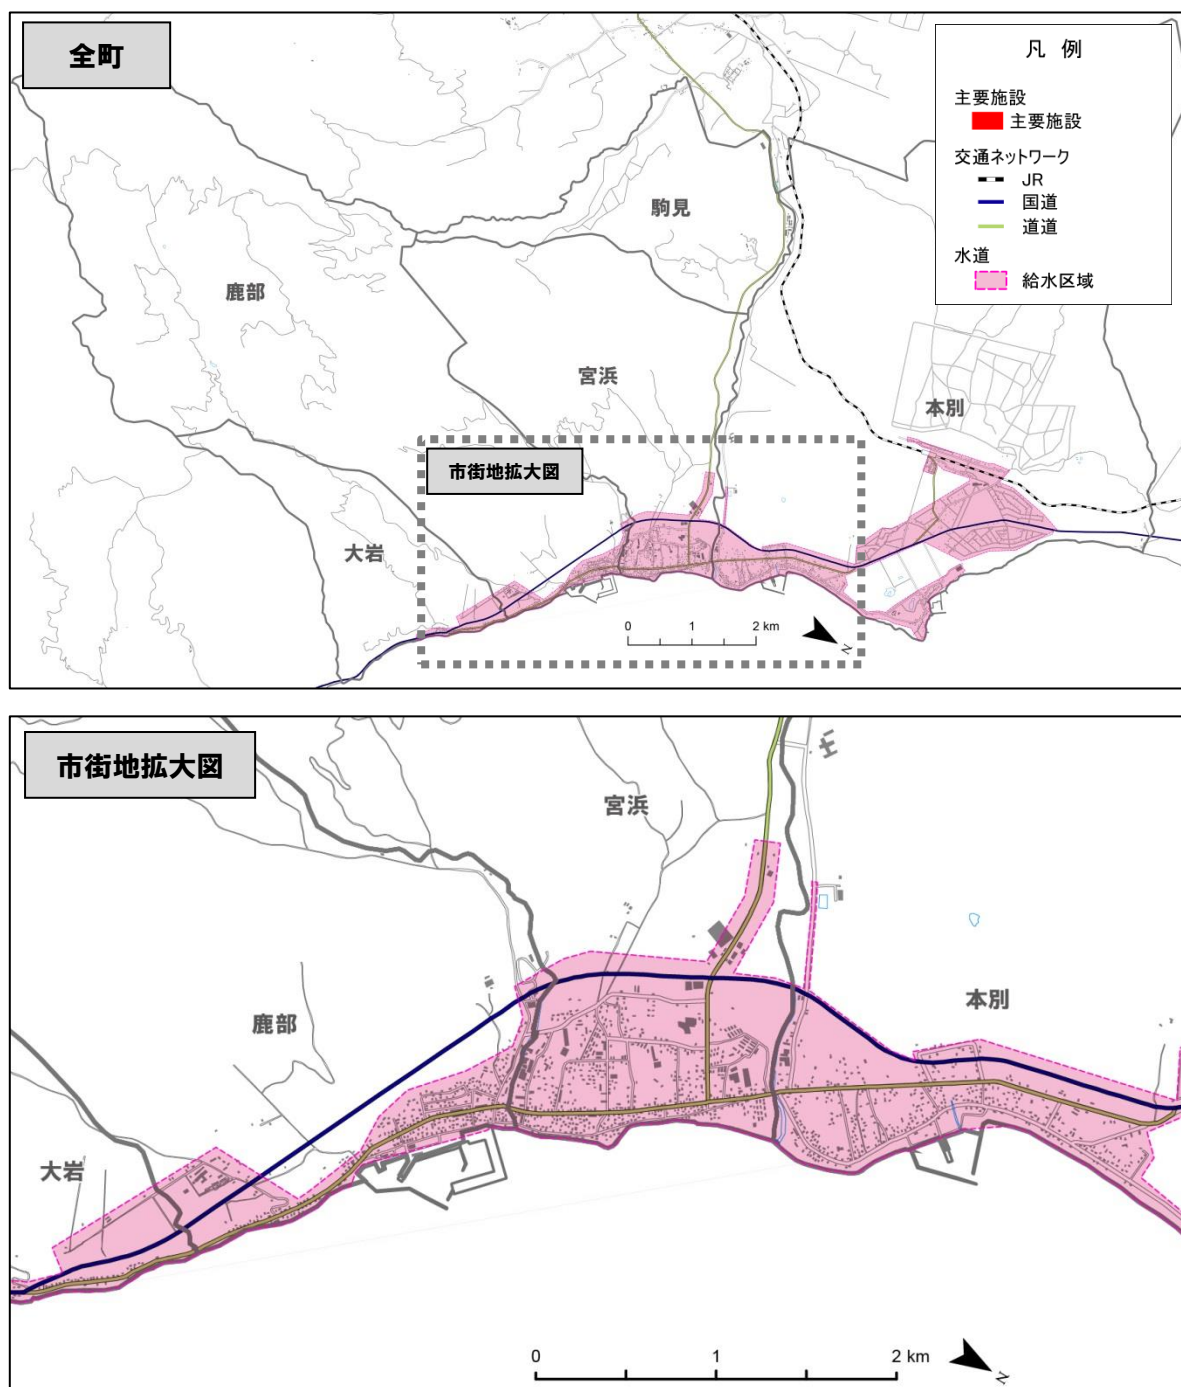 全町
凡 例
主要施設
主要施設
交通ネットワーク
JR
国道
道道
水道
給水区域
駒見
鹿部
宮浜
本別
市街地拡大図
大岩
0 1 2 km
N
市街地拡大図
宮浜
本別
鹿部
大岩
0 1 2 km
N